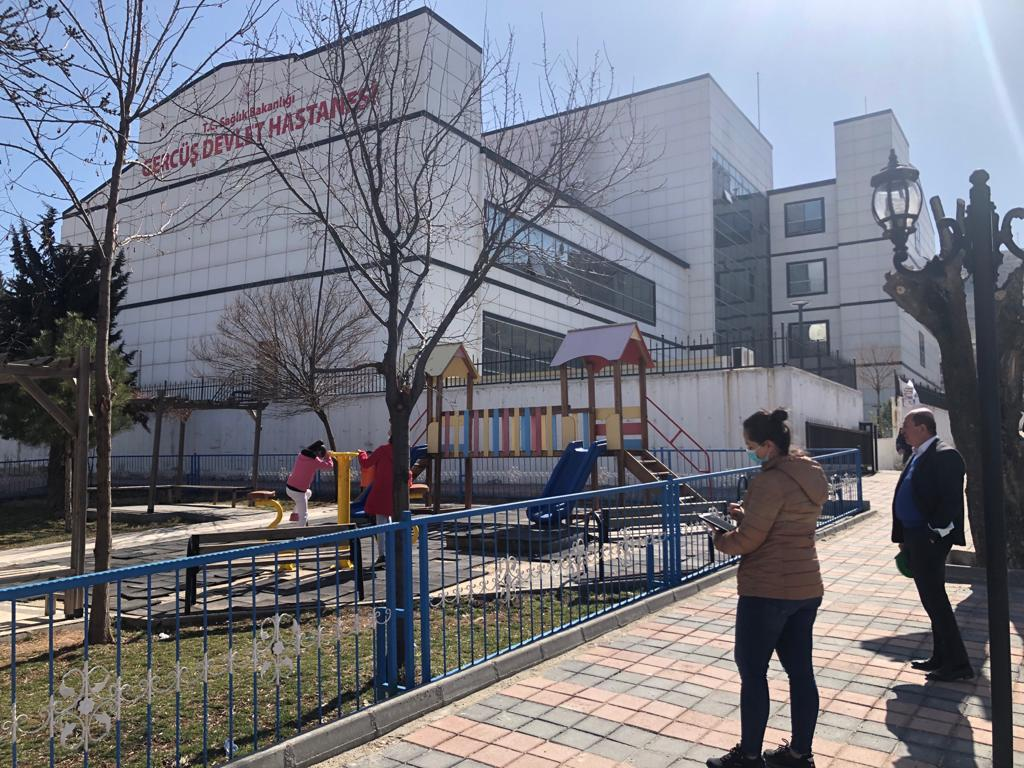 T.C. Sağlık Bakanlığı
GERCÜŞ DEVLET HASTANESİ